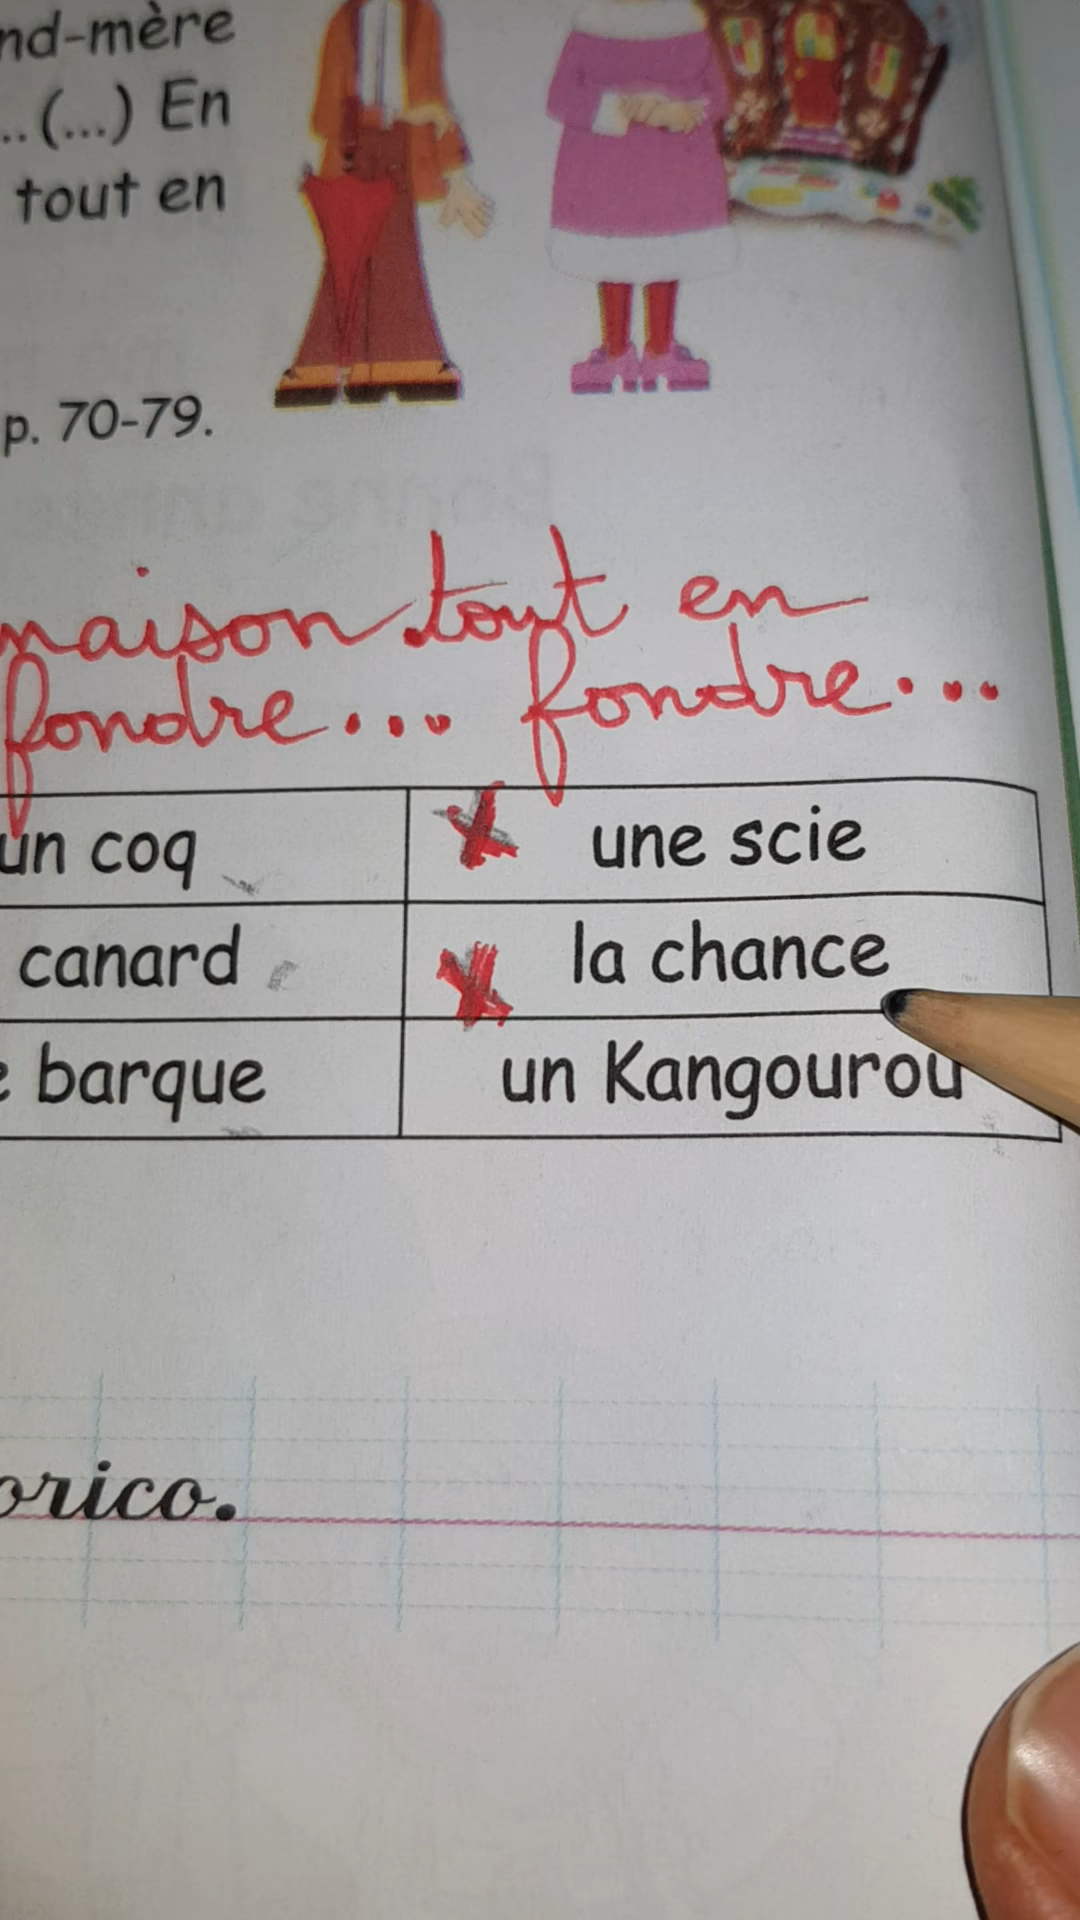 nd-mère
..(...) En
tout en
p. 70-79.
maison tout en
fondre... fondre...
un coq une scie
canard la chance
e barque un Kangourou
orico.